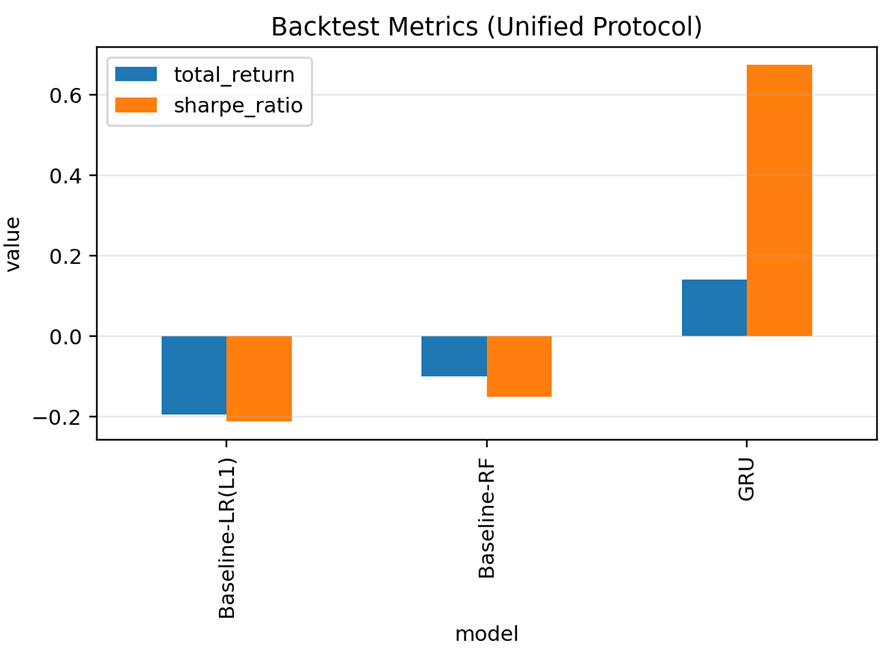 Backtest Metrics (Unified Protocol)
total_return
sharpe_ratio
value
0.6
0.4
0.2
0.0
−0.2
Baseline-LR(L1)
Baseline-RF
GRU
model